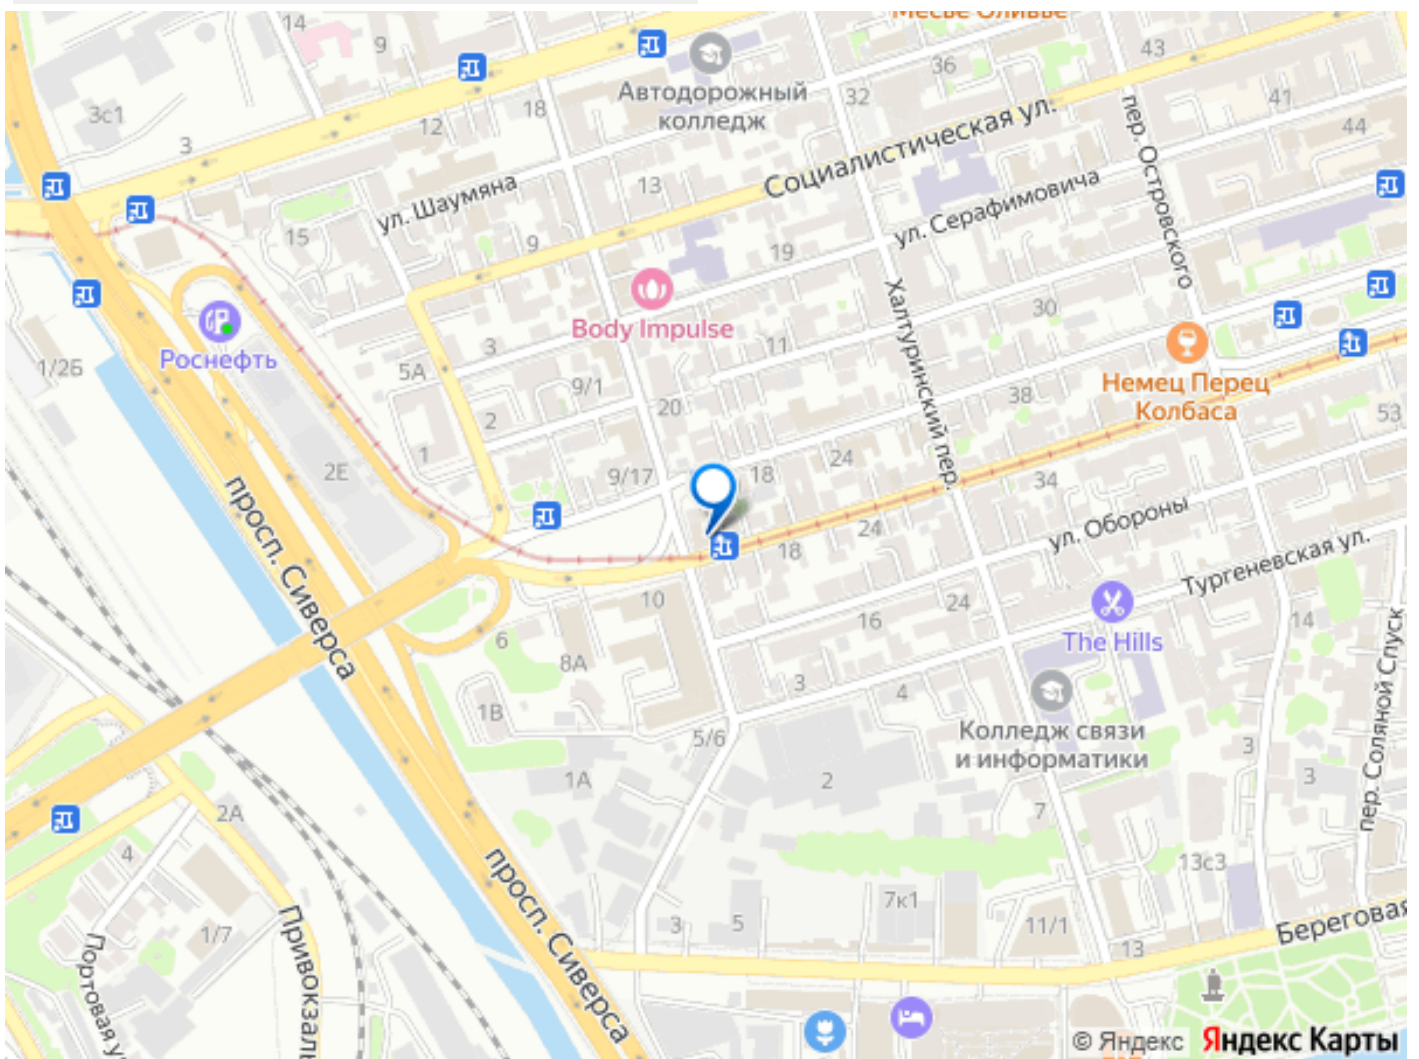 Месье Оливье
14
9
43
36
3с1
Автодорожный
колледж
32
41
18
12
44
3
Социалистическая ул.
пер. Островского
13
ул. Шаумяна
ул. Серафимовича
15
9
19
Халтуринский пер.
30
Body Impulse
Роснефть
1/2Б
3
11
5А
9/1
Немец Перец
Колбаса
38
53
20
2
1
2Е
9/17
18
24
34
просп. Сиверса
ул. Обороны
24
18
Тургеневская ул.
10
24
16
14
6
The Hills
8А
пер. Соляной Спуск
3
4
1В
5/6
Колледж связи
и информатики
3
1А
2
3
2А
7
4
просп. Сиверса
13с3
7к1
Привокзаль
1/7
3
5
11/1
13
Береговая
Портовая у
© Яндекс Яндекс Карты